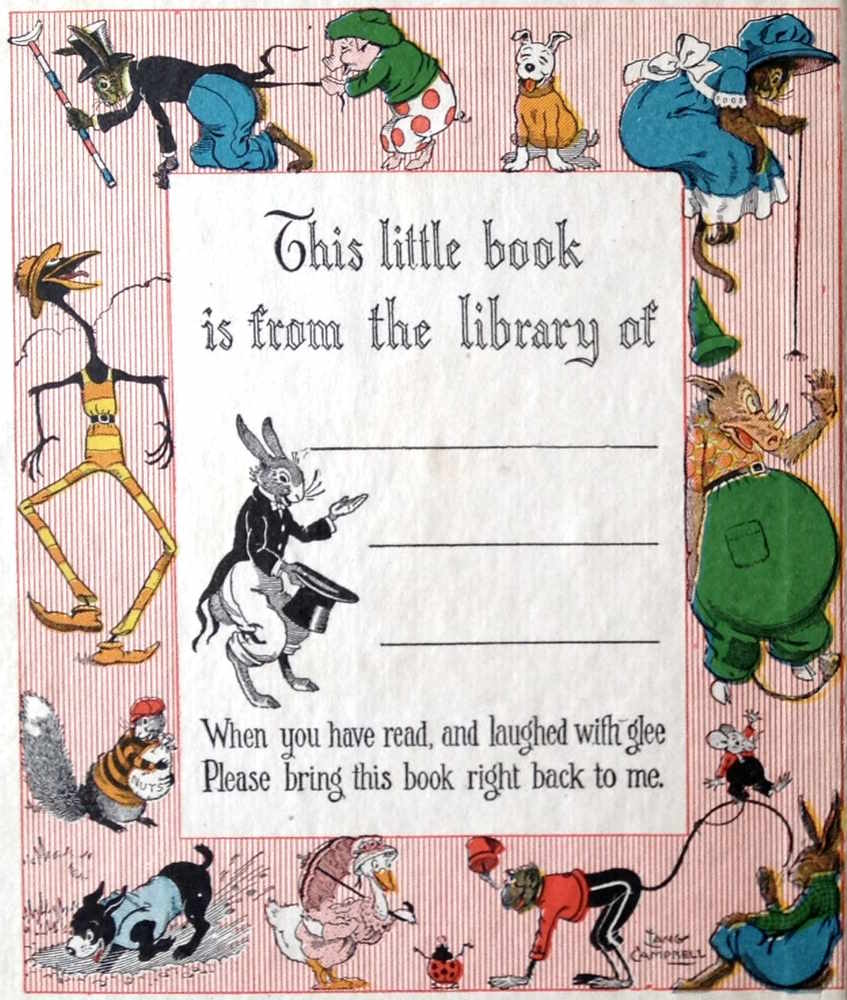 This little book
is from the library of
When you have read, and laughed with glee
Please bring this book right back to me.
NUTS
LANG
CAMPBELL